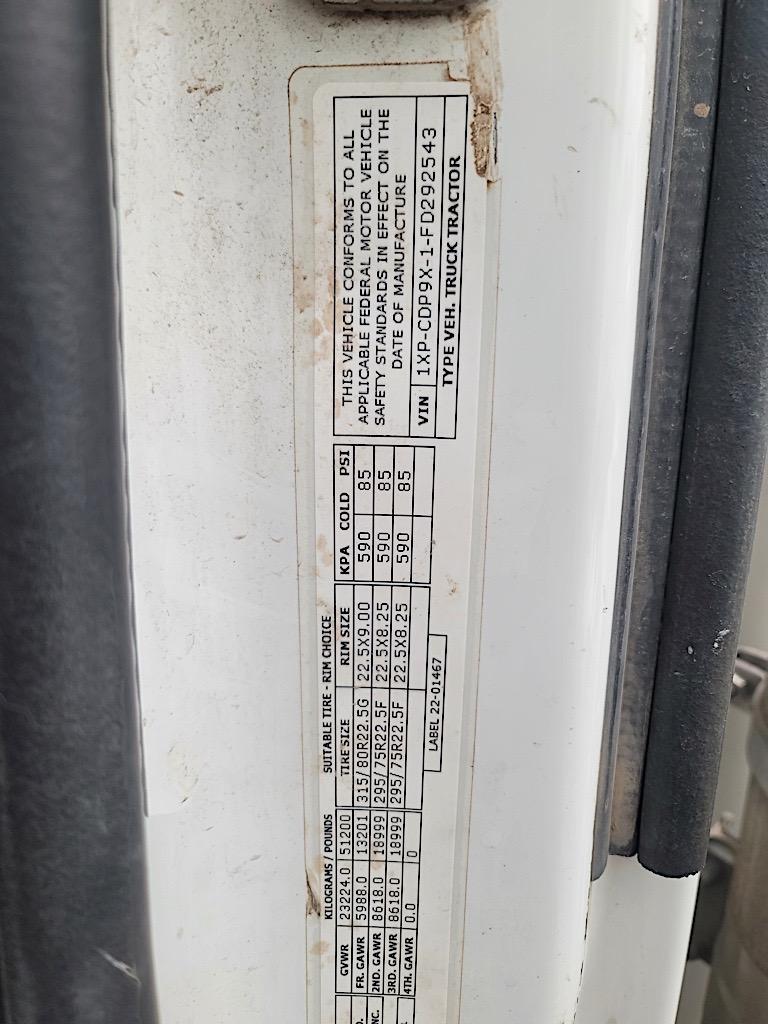 KILOGRAMS / POUNDS
GVWR 23224.0 51200
FR. GAWR 5988.0 13201
2ND. GAWR 8618.0 18999
3RD. GAWR 8618.0 18999
4TH. GAWR 0.0 0
SUITABLE TIRE - RIM CHOICE
TIRE SIZE RIM SIZE
315/80R22.5G 22.5X9.00
295/75R22.5F 22.5X8.25
295/75R22.5F 22.5X8.25
LABEL 22-01467
KPA COLD PSI
590 85
590 85
590 85
THIS VEHICLE CONFORMS TO ALL
APPLICABLE FEDERAL MOTOR VEHICLE
SAFETY STANDARDS IN EFFECT ON THE
DATE OF MANUFACTURE
VIN 1XP-CDP9X-1-FD292543
TYPE VEH. TRUCK TRACTOR